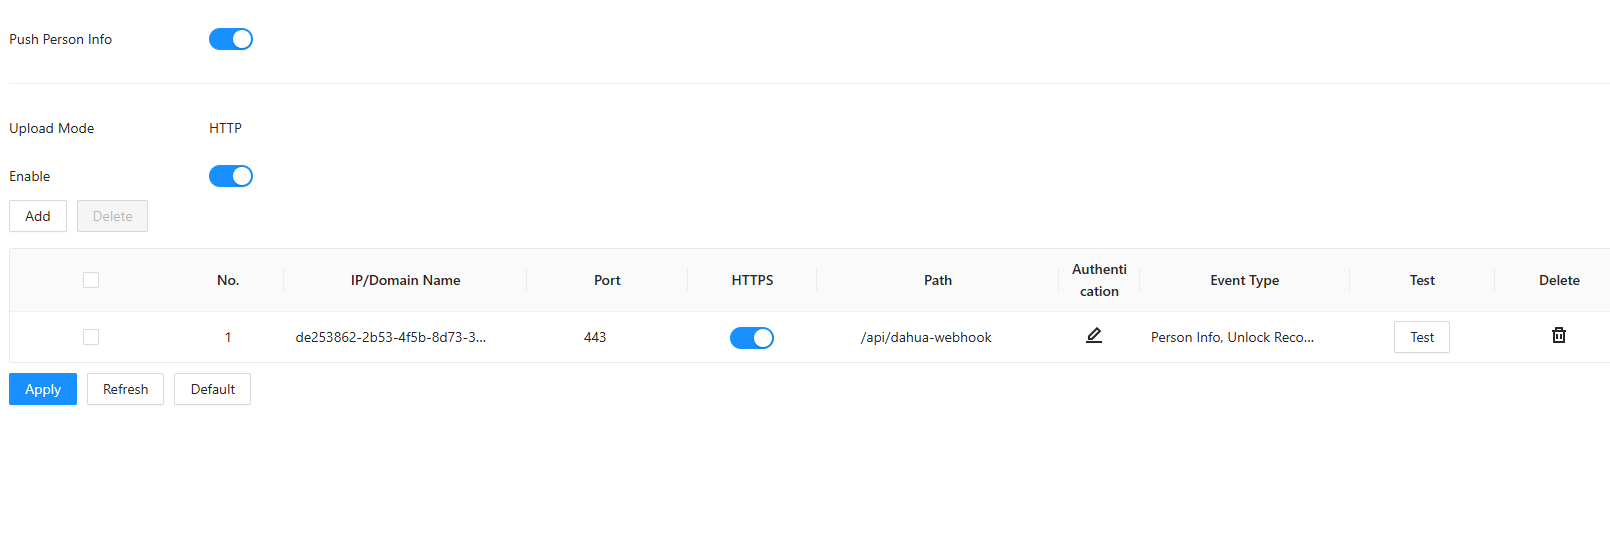 Push Person Info
Upload Mode HTTP
Enable
Add Delete
No. IP/Domain Name Port HTTPS Path Authenti
cation Event Type Test Delete
1 de253862-2b53-4f5b-8d73-3... 443 /api/dahua-webhook Person Info, Unlock Reco... Test
Apply Refresh Default